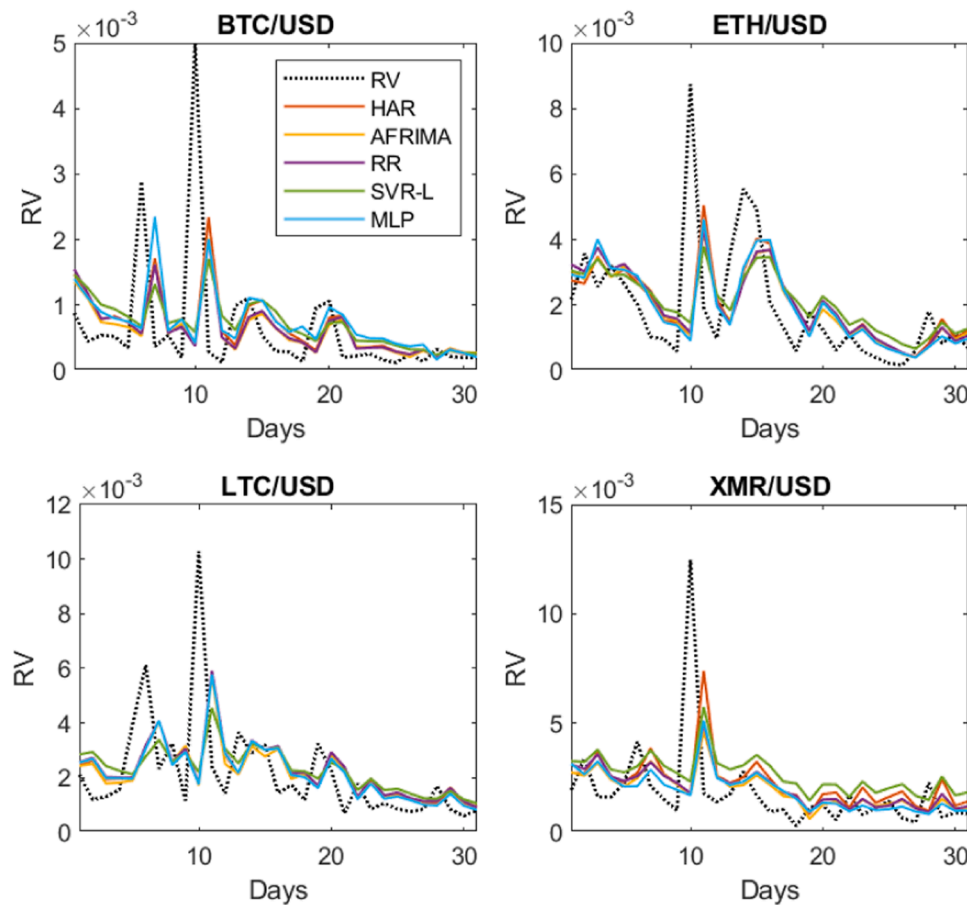 BTC/USD
×10⁻³
5
4
3
2
1
0
RV
10
20
30
Days
RV
HAR
AFRIMA
RR
SVR-L
MLP
ETH/USD
×10⁻³
10
8
6
4
2
0
RV
10
20
30
Days
LTC/USD
×10⁻³
12
10
8
6
4
2
0
RV
10
20
30
Days
XMR/USD
×10⁻³
15
10
5
0
RV
10
20
30
Days